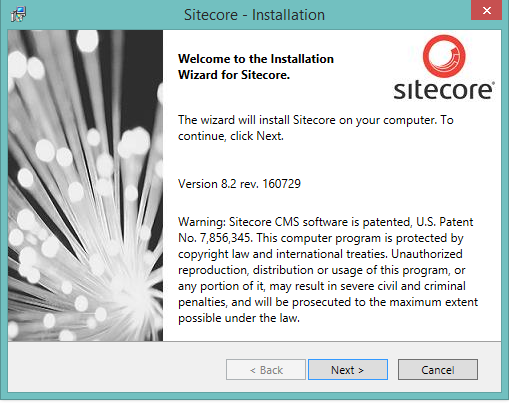 Sitecore - Installation
Welcome to the Installation
Wizard for Sitecore.
sitecore
The wizard will install Sitecore on your computer. To
continue, click Next.
Version 8.2 rev. 160729
Warning: Sitecore CMS software is patented, U.S. Patent
No. 7,856,345. This computer program is protected by
copyright law and international treaties. Unauthorized
reproduction, distribution or usage of this program, or
any portion of it, may result in severe civil and criminal
penalties, and will be prosecuted to the maximum extent
possible under the law.
< Back
Next >
Cancel